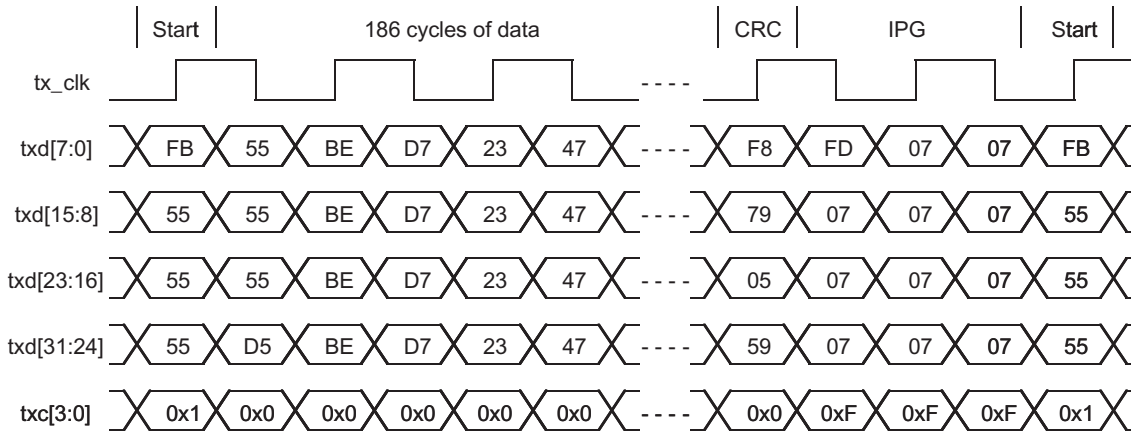 Start 186 cycles of data CRC IPG Start
tx_clk
txd[7:0] FB 55 BE D7 23 47 F8 FD 07 07 FB
txd[15:8] 55 55 BE D7 23 47 79 07 07 07 55
txd[23:16] 55 55 BE D7 23 47 05 07 07 07 55
txd[31:24] 55 D5 BE D7 23 47 59 07 07 07 55
txc[3:0] 0x1 0x0 0x0 0x0 0x0 0x0 0x0 0xF 0xF 0xF 0x1